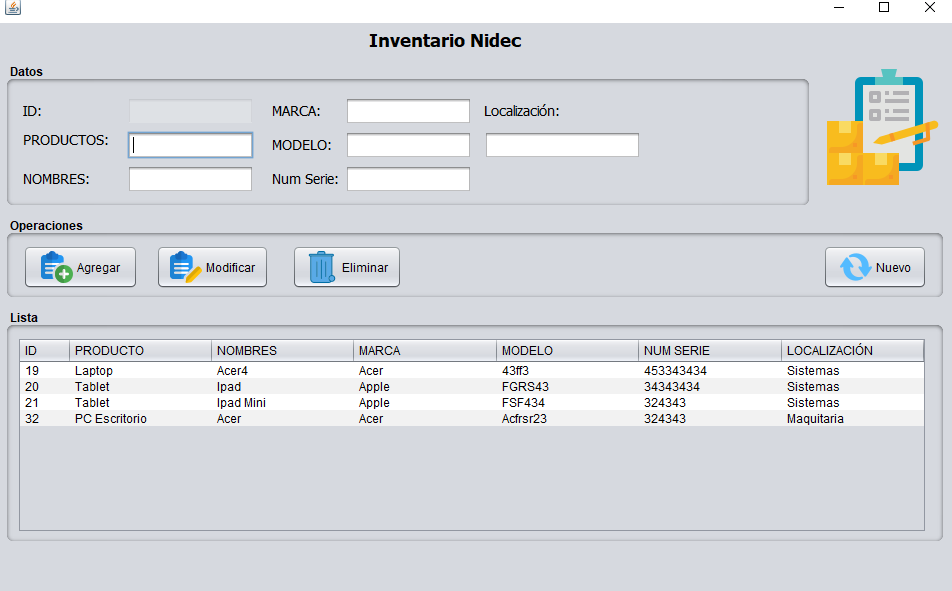 Inventario Nidec
Datos
ID: MARCA: Localización:
PRODUCTOS: MODELO:
NOMBRES: Num Serie:
Operaciones
Agregar Modificar Eliminar Nuevo
Lista
ID PRODUCTO NOMBRES MARCA MODELO NUM SERIE LOCALIZACIÓN
19 Laptop Acer4 Acer 43ff3 453343434 Sistemas
20 Tablet Ipad Apple FGRS43 34343434 Sistemas
21 Tablet Ipad Mini Apple FSF434 324343 Sistemas
32 PC Escritorio Acer Acer Acfrsr23 324343 Maquitaria